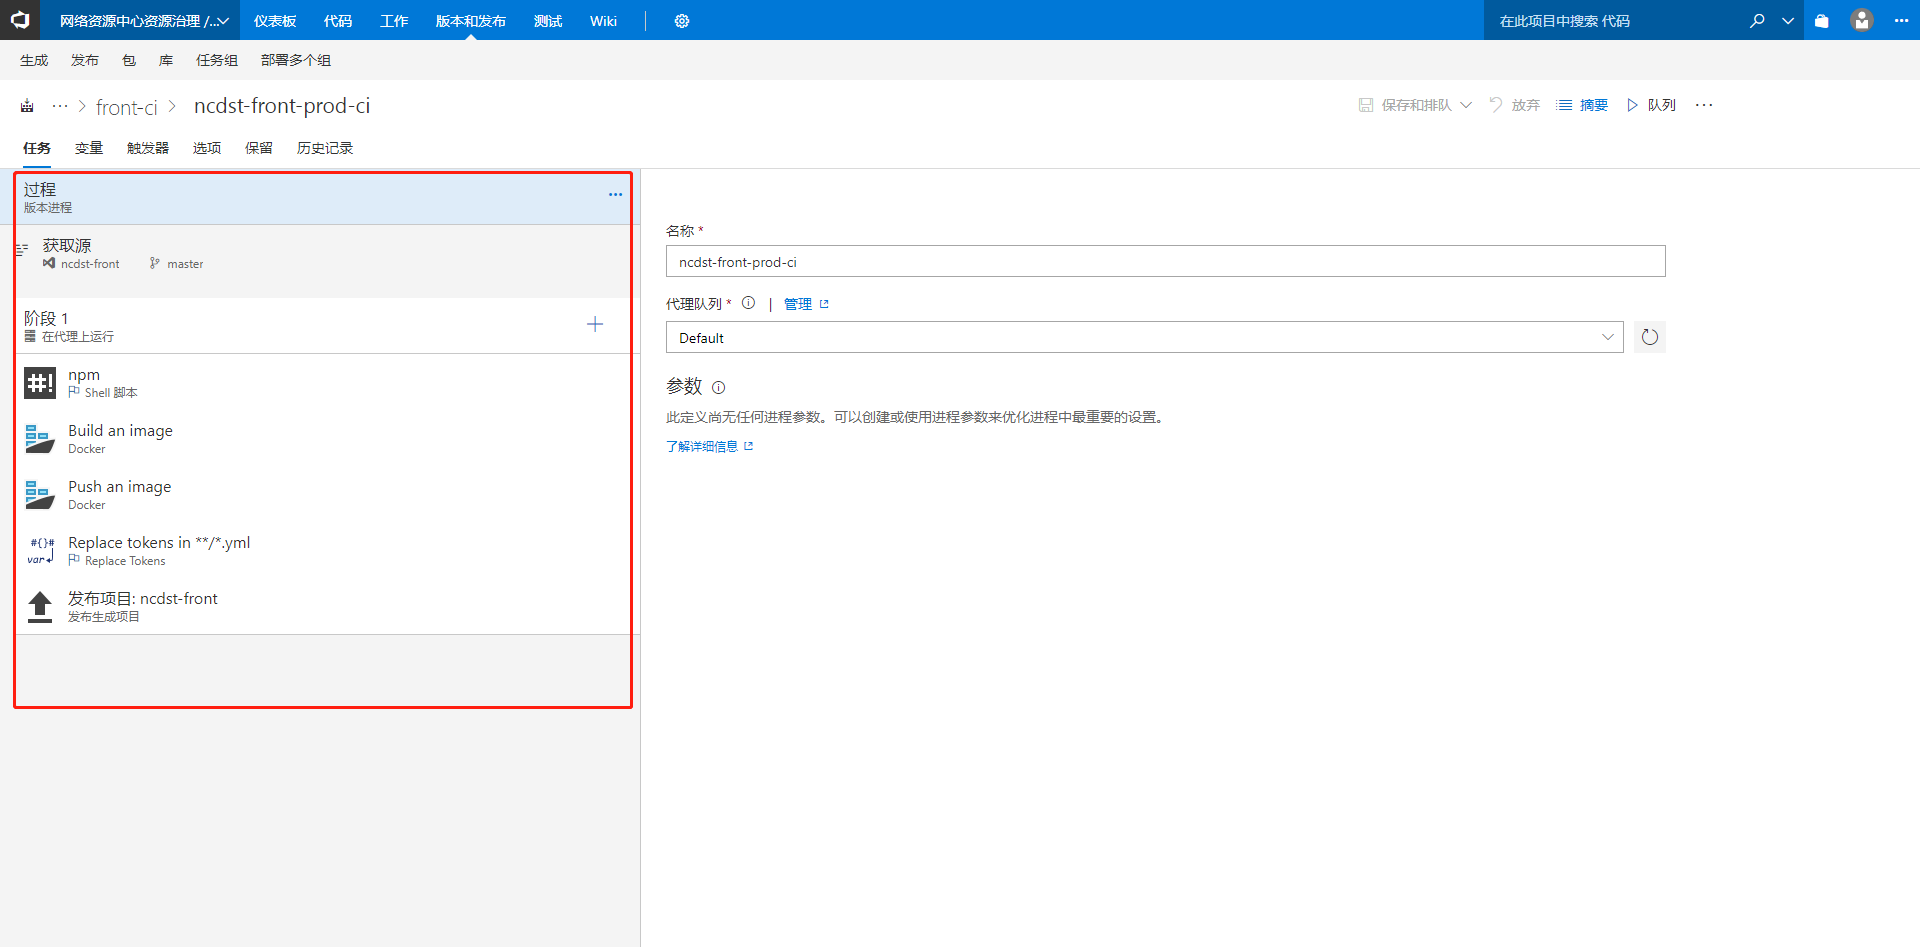 网络资源中心资源治理 /...
仪表板 代码 工作 版本和发布 测试 Wiki
在此项目中搜索 代码
生成 发布 包 库 任务组 部署多个组
··· > front-ci > ncdst-front-prod-ci
保存和排队 放弃 摘要 队列 ···
任务 变量 触发器 选项 保留 历史记录
过程
版本进程
获取源
ncdst-front master
阶段 1
在代理上运行
npm
Shell 脚本
Build an image
Docker
Push an image
Docker
#{}#
var
Replace tokens in **/*.yml
Replace Tokens
发布项目: ncdst-front
发布生成项目
名称 *
ncdst-front-prod-ci
代理队列 * | 管理
Default
参数
此定义尚无任何进程参数。可以创建或使用进程参数来优化进程中最重要的设置。
了解详细信息